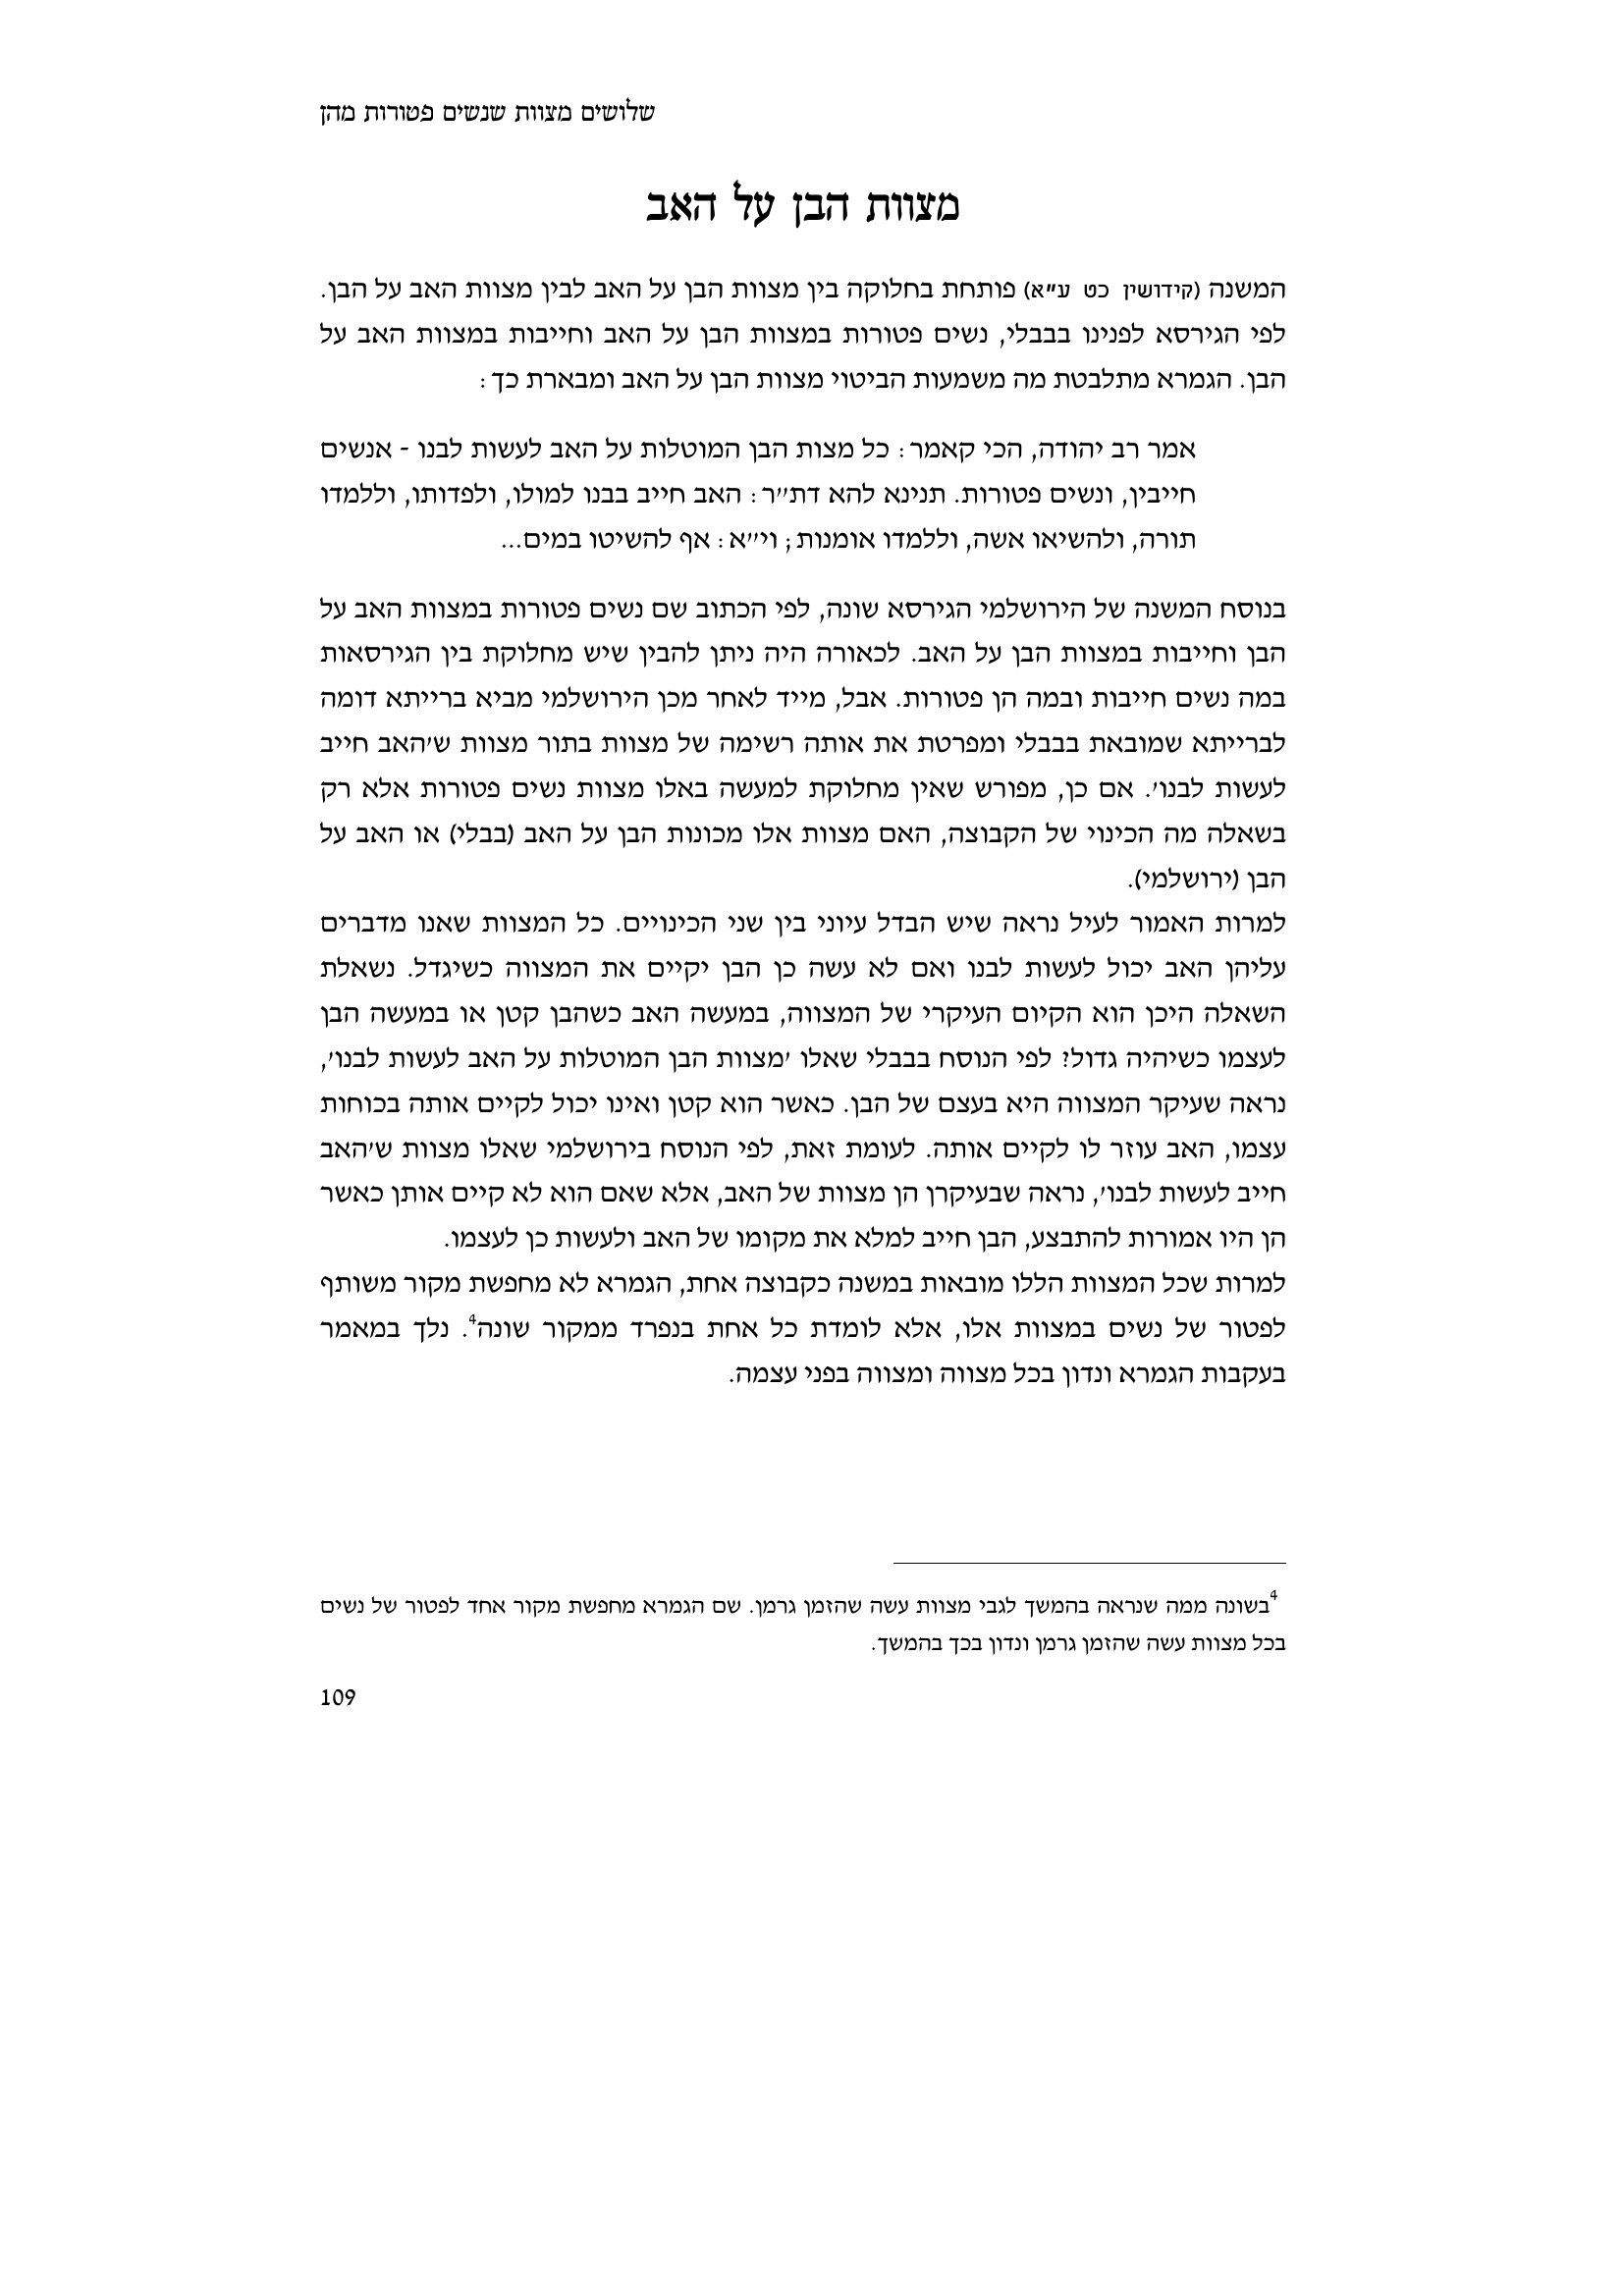 שלושים מצוות שנשים פטורות מהן
מצוות הבן על האב
המשנה (קידושין כט ע"א) פותחת בחלוקה בין מצוות הבן על האב לבין מצוות האב על הבן.
לפי הגירסא לפנינו בבבלי, נשים פטורות במצוות הבן על האב וחייבות במצוות האב על
הבן. הגמרא מתלבטת מה משמעות הביטוי מצוות הבן על האב ומבארת כך:
אמר רב יהודה, הכי קאמר: כל מצות הבן המוטלות על האב לעשות לבנו - אנשים
חייבין, ונשים פטורות. תנינא להא דת"ר: האב חייב בבנו למולו, ולפדותו, וללמדו
תורה, ולהשיאו אשה, וללמדו אומנות; וי"א: אף להשיטו במים...
בנוסח המשנה של הירושלמי הגירסא שונה, לפי הכתוב שם נשים פטורות במצוות האב על
הבן וחייבות במצוות הבן על האב. לכאורה היה ניתן להבין שיש מחלוקת בין הגירסאות
במה נשים חייבות ובמה הן פטורות. אבל, מייד לאחר מכן הירושלמי מביא ברייתא דומה
לברייתא שמובאת בבבלי ומפרטת את אותה רשימה של מצוות בתור מצוות ש'האב חייב
לעשות לבנו'. אם כן, מפורש שאין מחלוקת למעשה באלו מצוות נשים פטורות אלא רק
בשאלה מה הכינוי של הקבוצה, האם מצוות אלו מכונות הבן על האב (בבלי) או האב על
הבן (ירושלמי).
למרות האמור לעיל נראה שיש הבדל עיוני בין שני הכינויים. כל המצוות שאנו מדברים
עליהן האב יכול לעשות לבנו ואם לא עשה כן הבן יקיים את המצווה כשיגדל. נשאלת
השאלה היכן הוא הקיום העיקרי של המצווה, במעשה האב כשהבן קטן או במעשה הבן
לעצמו כשיהיה גדול? לפי הנוסח בבבלי שאלו 'מצוות הבן המוטלות על האב לעשות לבנו',
נראה שעיקר המצווה היא בעצם של הבן. כאשר הוא קטן ואינו יכול לקיים אותה בכוחות
עצמו, האב עוזר לו לקיים אותה. לעומת זאת, לפי הנוסח בירושלמי שאלו מצוות ש'האב
חייב לעשות לבנו', נראה שבעיקרן הן מצוות של האב, אלא שאם הוא לא קיים אותן כאשר
הן היו אמורות להתבצע, הבן חייב למלא את מקומו של האב ולעשות כן לעצמו.
למרות שכל המצוות הללו מובאות במשנה כקבוצה אחת, הגמרא לא מחפשת מקור משותף
לפטור של נשים במצוות אלו, אלא לומדת כל אחת בנפרד ממקור שונה4. נלך במאמר
בעקבות הגמרא ונדון בכל מצווה ומצווה בפני עצמה.
4בשונה ממה שנראה בהמשך לגבי מצוות עשה שהזמן גרמן. שם הגמרא מחפשת מקור אחד לפטור של נשים
בכל מצוות עשה שהזמן גרמן ונדון בכך בהמשך.
109